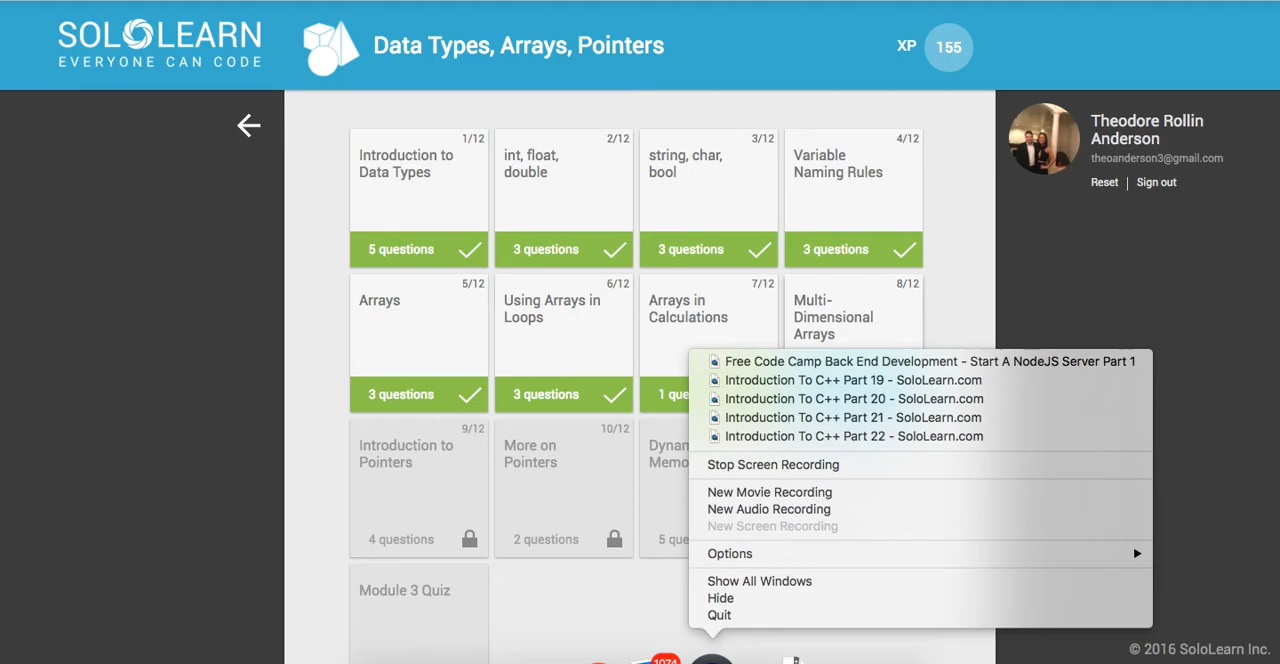 SOLOLEARN
EVERYONE CAN CODE
Data Types, Arrays, Pointers
XP 155
Theodore Rollin
Anderson
theoanderson3@gmail.com
Reset | Sign out
1/12
Introduction to
Data Types
5 questions
2/12
int, float,
double
3 questions
3/12
string, char,
bool
3 questions
4/12
Variable
Naming Rules
3 questions
5/12
Arrays
3 questions
6/12
Using Arrays in
Loops
3 questions
7/12
Arrays in
Calculations
1 que
8/12
Multi-
Dimensional
Arrays
9/12
Introduction to
Pointers
4 questions
10/12
More on
Pointers
2 questions
Dynam
Memo
5 que
Module 3 Quiz
Free Code Camp Back End Development - Start A NodeJS Server Part 1
Introduction To C++ Part 19 - SoloLearn.com
Introduction To C++ Part 20 - SoloLearn.com
Introduction To C++ Part 21 - SoloLearn.com
Introduction To C++ Part 22 - SoloLearn.com
Stop Screen Recording
New Movie Recording
New Audio Recording
New Screen Recording
Options
Show All Windows
Hide
Quit
1074
© 2016 SoloLearn Inc.